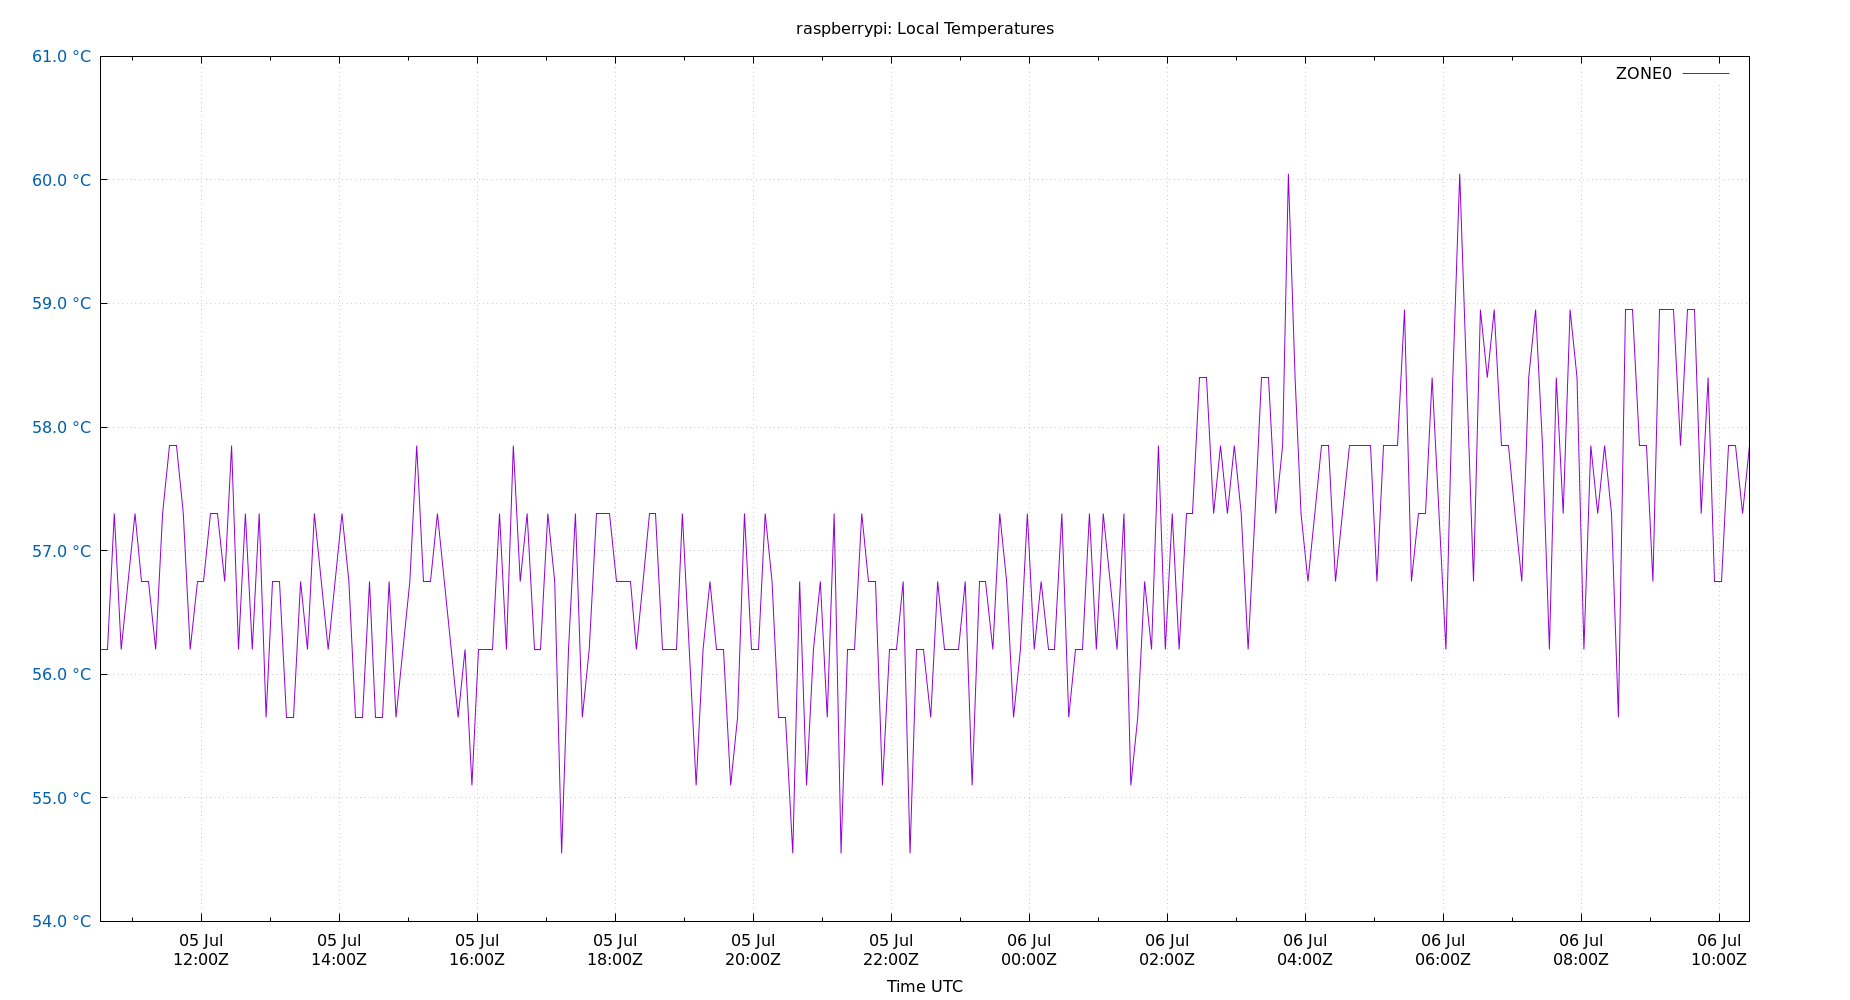 raspberrypi: Local Temperatures
61.0 °C
ZONE0
60.0 °C
59.0 °C
58.0 °C
57.0 °C
56.0 °C
55.0 °C
54.0 °C
05 Jul 05 Jul 05 Jul 05 Jul 05 Jul 05 Jul 06 Jul 06 Jul 06 Jul 06 Jul 06 Jul 06 Jul
12:00Z 14:00Z 16:00Z 18:00Z 20:00Z 22:00Z 00:00Z 02:00Z 04:00Z 06:00Z 08:00Z 10:00Z
Time UTC